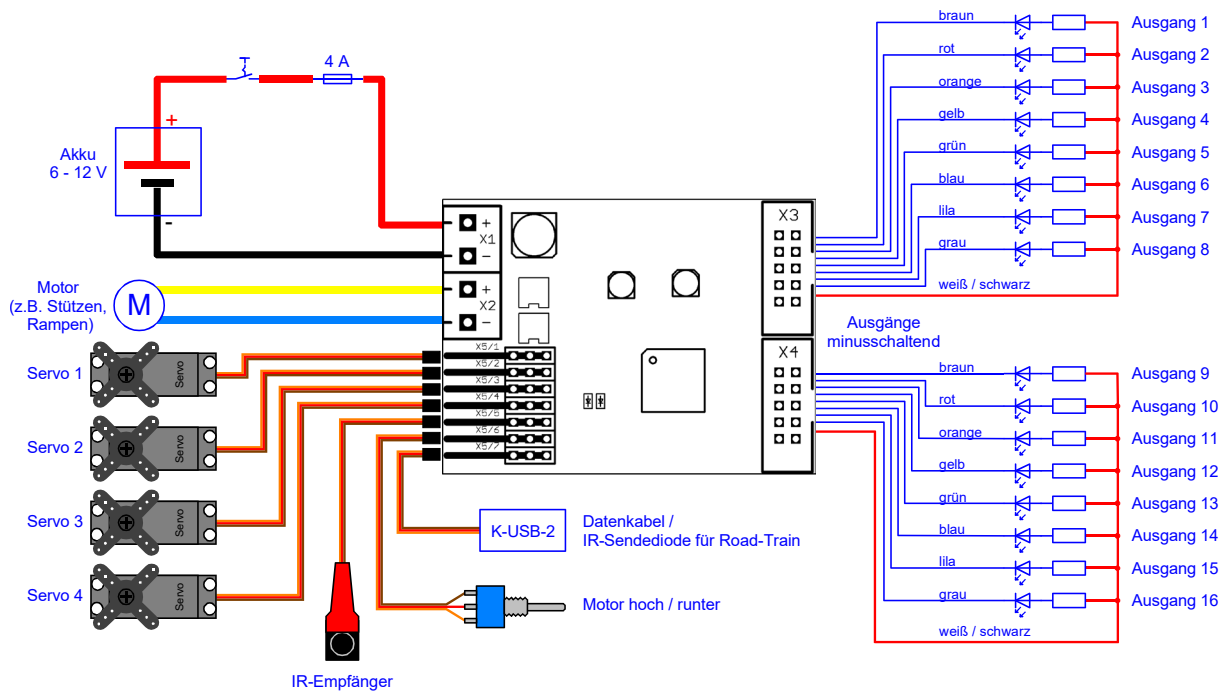 4 A
+
Akku
6 - 12 V
-
Motor
(z.B. Stützen,
Rampen)
M
Servo 1
Servo
Servo 2
Servo
Servo 3
Servo
Servo 4
Servo
+
X1
-
+
X2
-
X5/1
X5/2
X5/3
X5/4
X5/5
X5/6
X5/7
K-USB-2
Datenkabel /
IR-Sendediode für Road-Train
Motor hoch / runter
IR-Empfänger
X3
X4
braun
Ausgang 1
rot
Ausgang 2
orange
Ausgang 3
gelb
Ausgang 4
grün
Ausgang 5
blau
Ausgang 6
lila
Ausgang 7
grau
Ausgang 8
weiß / schwarz
Ausgänge
minusschaltend
braun
Ausgang 9
rot
Ausgang 10
orange
Ausgang 11
gelb
Ausgang 12
grün
Ausgang 13
blau
Ausgang 14
lila
Ausgang 15
grau
Ausgang 16
weiß / schwarz